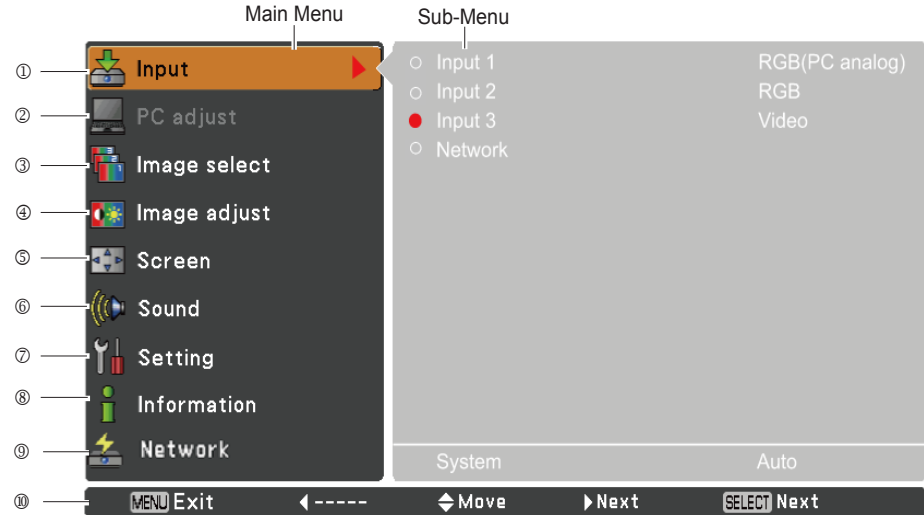 Main Menu
Sub-Menu
① Input
② PC adjust
③ Image select
④ Image adjust
⑤ Screen
⑥ Sound
⑦ Setting
⑧ Information
⑨ Network
Input 1 RGB(PC analog)
Input 2 RGB
Input 3 Video
Network
System Auto
⑩ MENU Exit ◀----- Move Next SELECT Next